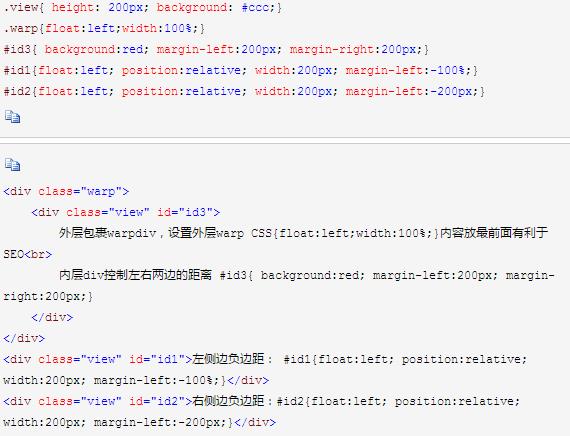 .view{ height: 200px; background: #ccc;}
.warp{float:left;width:100%;}
#id3{ background:red; margin-left:200px; margin-right:200px;}
#id1{float:left; position:relative; width:200px; margin-left:-100%;}
#id2{float:left; position:relative; width:200px; margin-left:-200px;}
<div class="warp">
<div class="view" id="id3">
外层包裹warpdiv，设置外层warp CSS{float:left;width:100%;}内容放最前面有利于
SEO<br>
内层div控制左右两边的距离 #id3{ background:red; margin-left:200px; margin-
right:200px;}
</div>
</div>
<div class="view" id="id1">左侧边负边距： #id1{float:left; position:relative;
width:200px; margin-left:-100%;}</div>
<div class="view" id="id2">右侧边负边距：#id2{float:left; position:relative;
width:200px; margin-left:-200px;}</div>